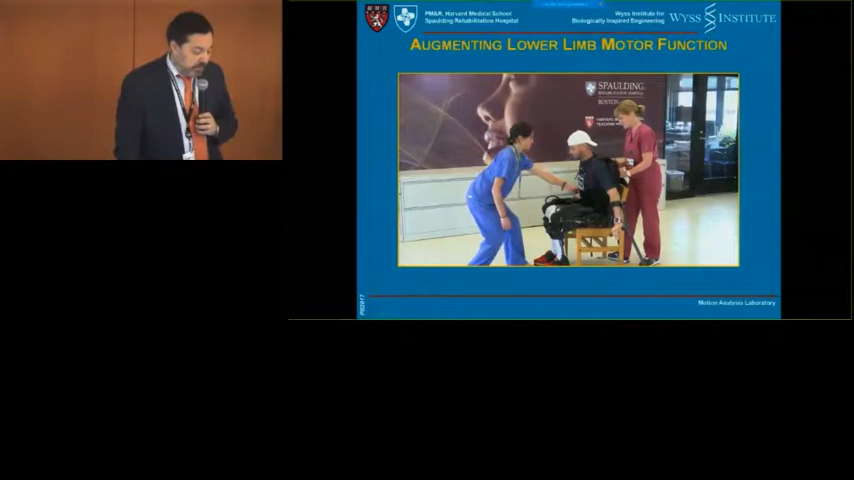 PM&R, Harvard Medical School
Spaulding Rehabilitation Hospital
Wyss Institute for
Biologically Inspired Engineering
WYSS INSTITUTE
AUGMENTING LOWER LIMB MOTOR FUNCTION
SPAULDING
REHABILITATION HOSPITAL
BOSTON
Motion Analysis Laboratory